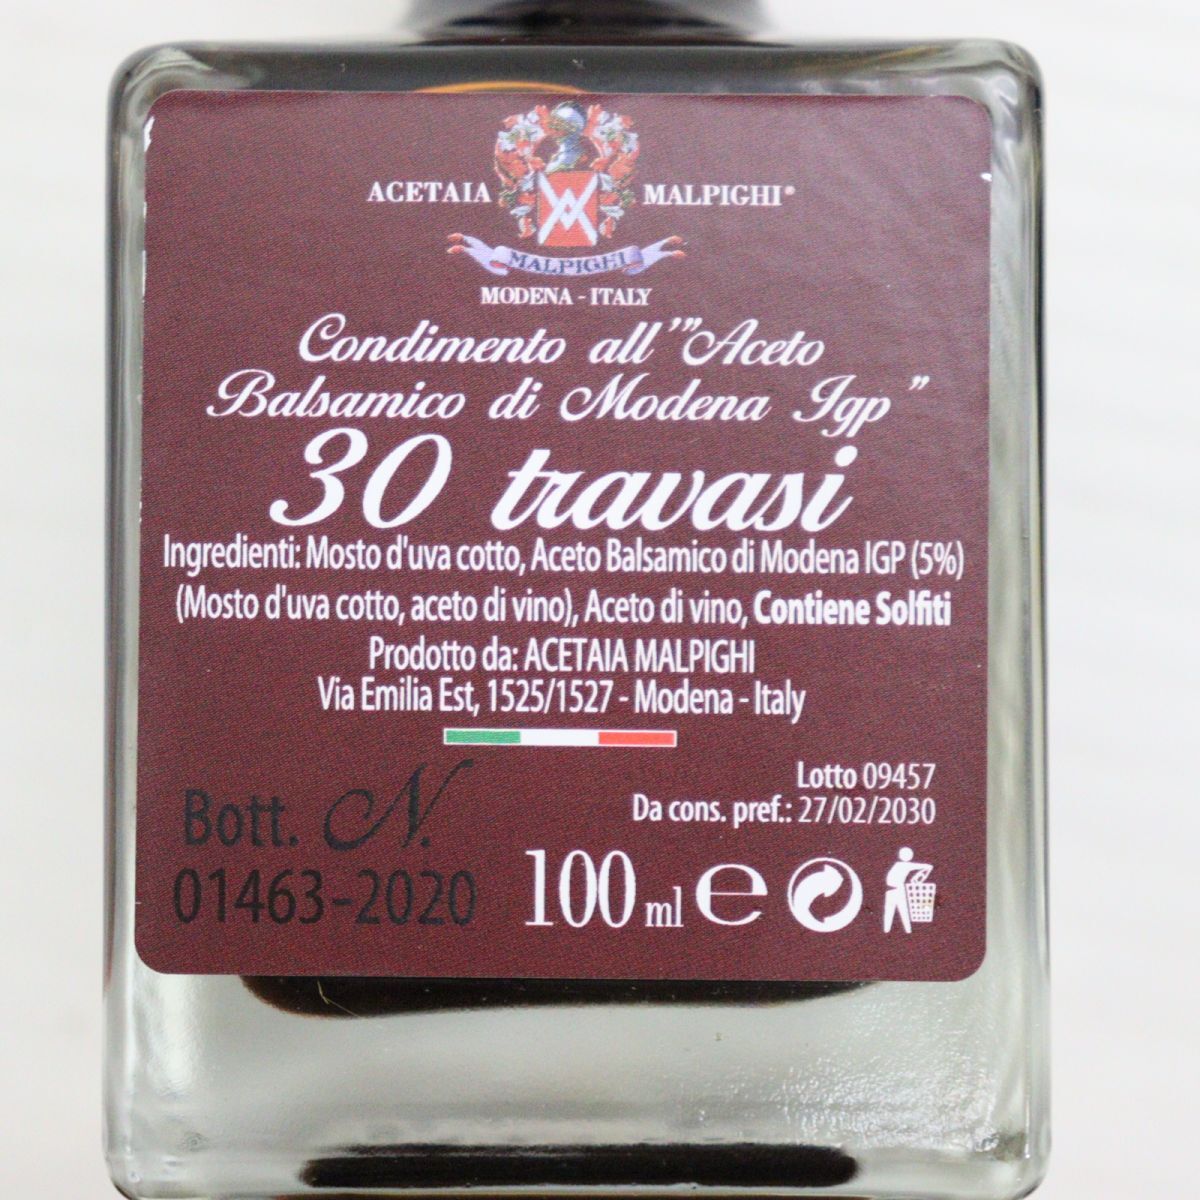 ACETAIA MALPIGHI®
MALPIGHI
MODENA - ITALY
Condimento all'"Aceto
Balsamico di Modena Igp"
30 travasi
Ingredienti: Mosto d'uva cotto, Aceto Balsamico di Modena IGP (5%)
(Mosto d'uva cotto, aceto di vino), Aceto di vino, Contiene Solfiti
Prodotto da: ACETAIA MALPIGHI
Via Emilia Est, 1525/1527 - Modena - Italy
Lotto 09457
Da cons. pref.: 27/02/2030
Bott. N.
01463-2020
100 ml e